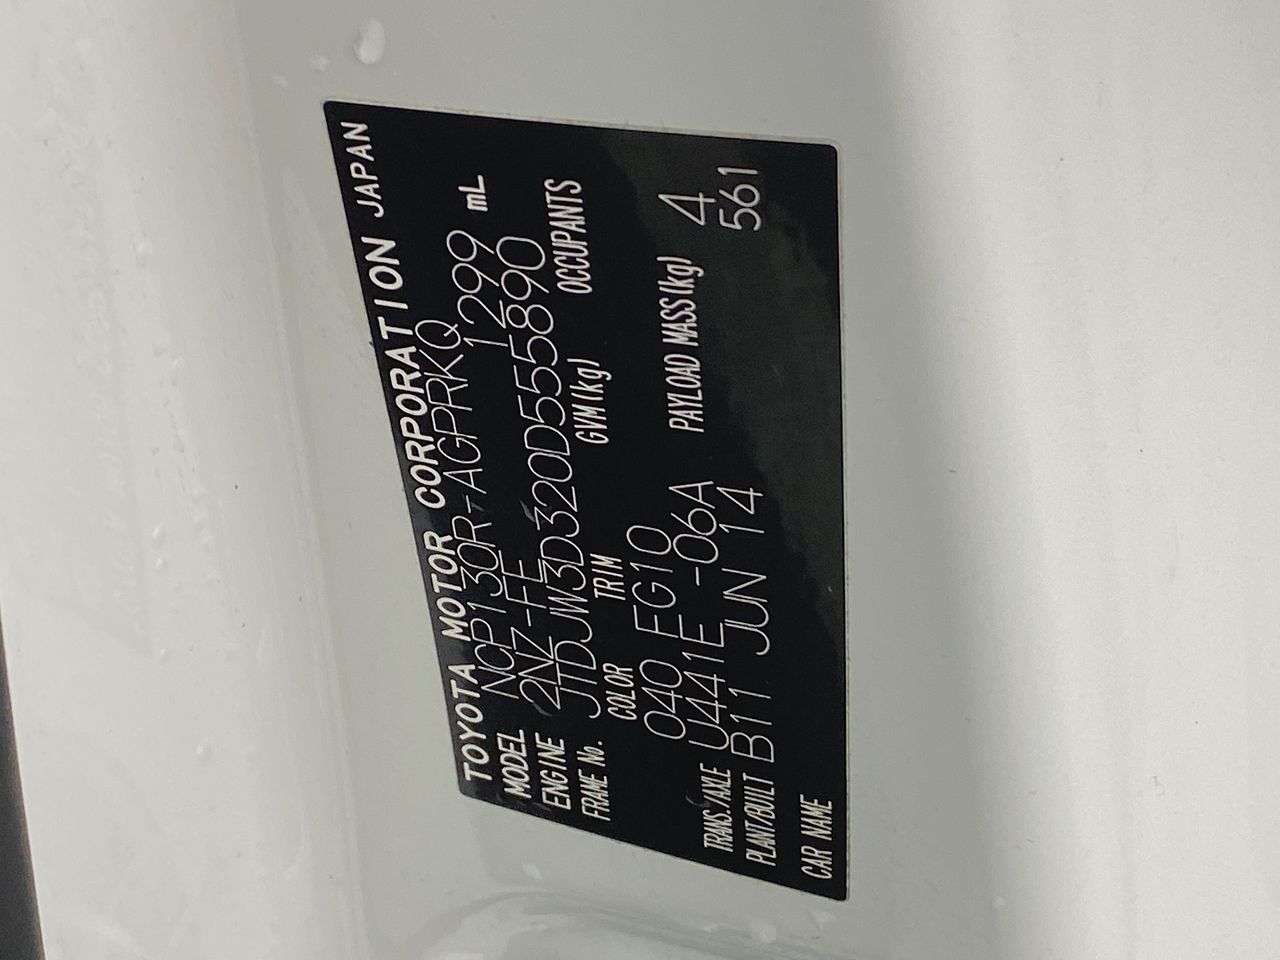 TOYOTA MOTOR CORPORATION JAPAN
MODEL NCP130R-AGPRKQ
ENGINE 2NZ-FE 1299 mL
FRAME No. JTDJW3D320D555890
COLOR TRIM GVM(kg) OCCUPANTS
040 FG10
TRANS./AXLE U441E -06A PAYLOAD MASS(kg) 4
PLANT/BUILT B11 JUN 14 561
CAR NAME